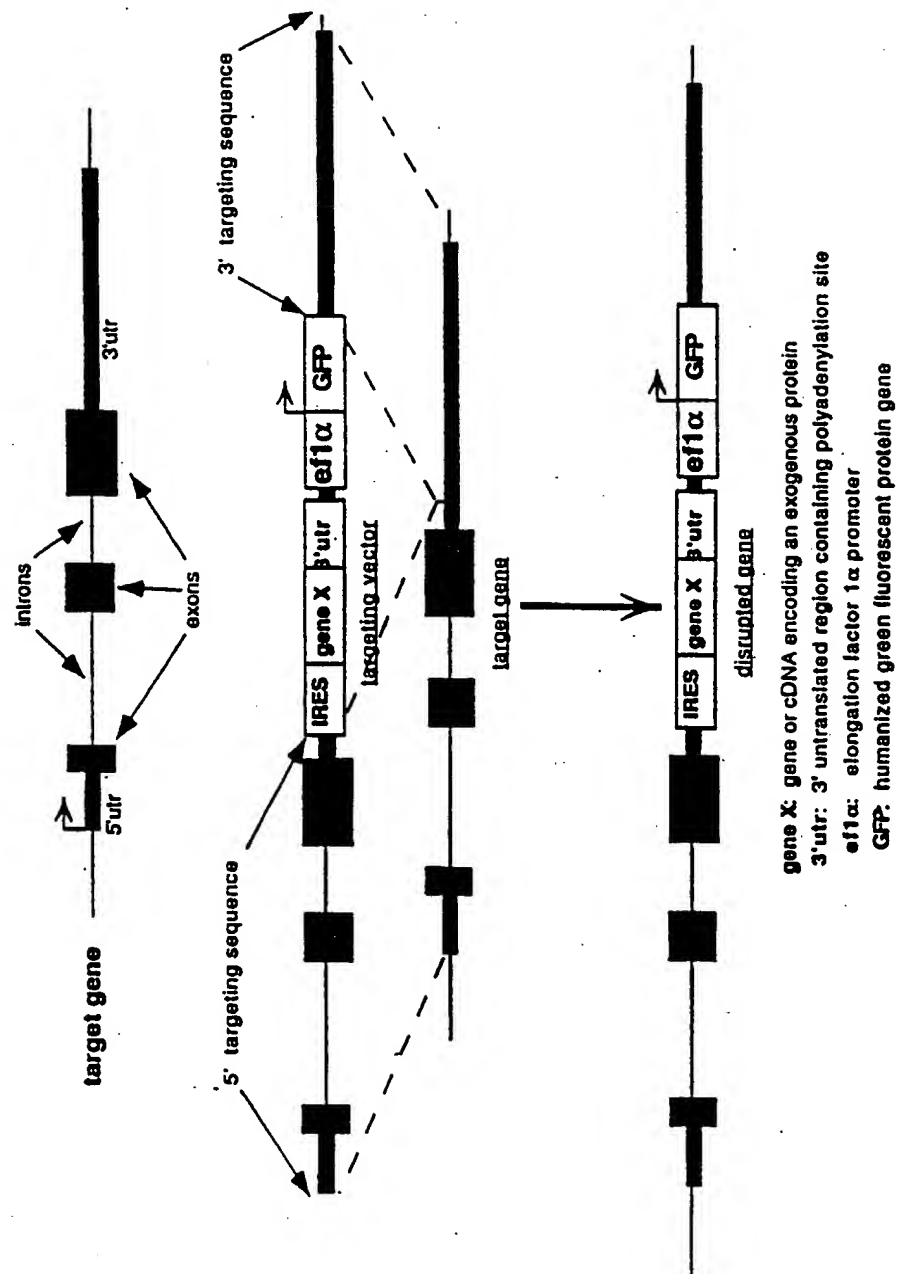 target gene
introns
exons
5'utr
3'utr
5' targeting sequence
3' targeting sequence
IRES
gene X
3'utr
ef1α
GFP
targeting vector
target gene
IRES
gene X
3'utr
ef1α
GFP
disrupted gene
gene X: gene or cDNA encoding an exogenous protein
3'utr: 3' untranslated region containing polyadenylation site
ef1α: elongation factor 1α promoter
GFP: humanized green fluorescent protein gene